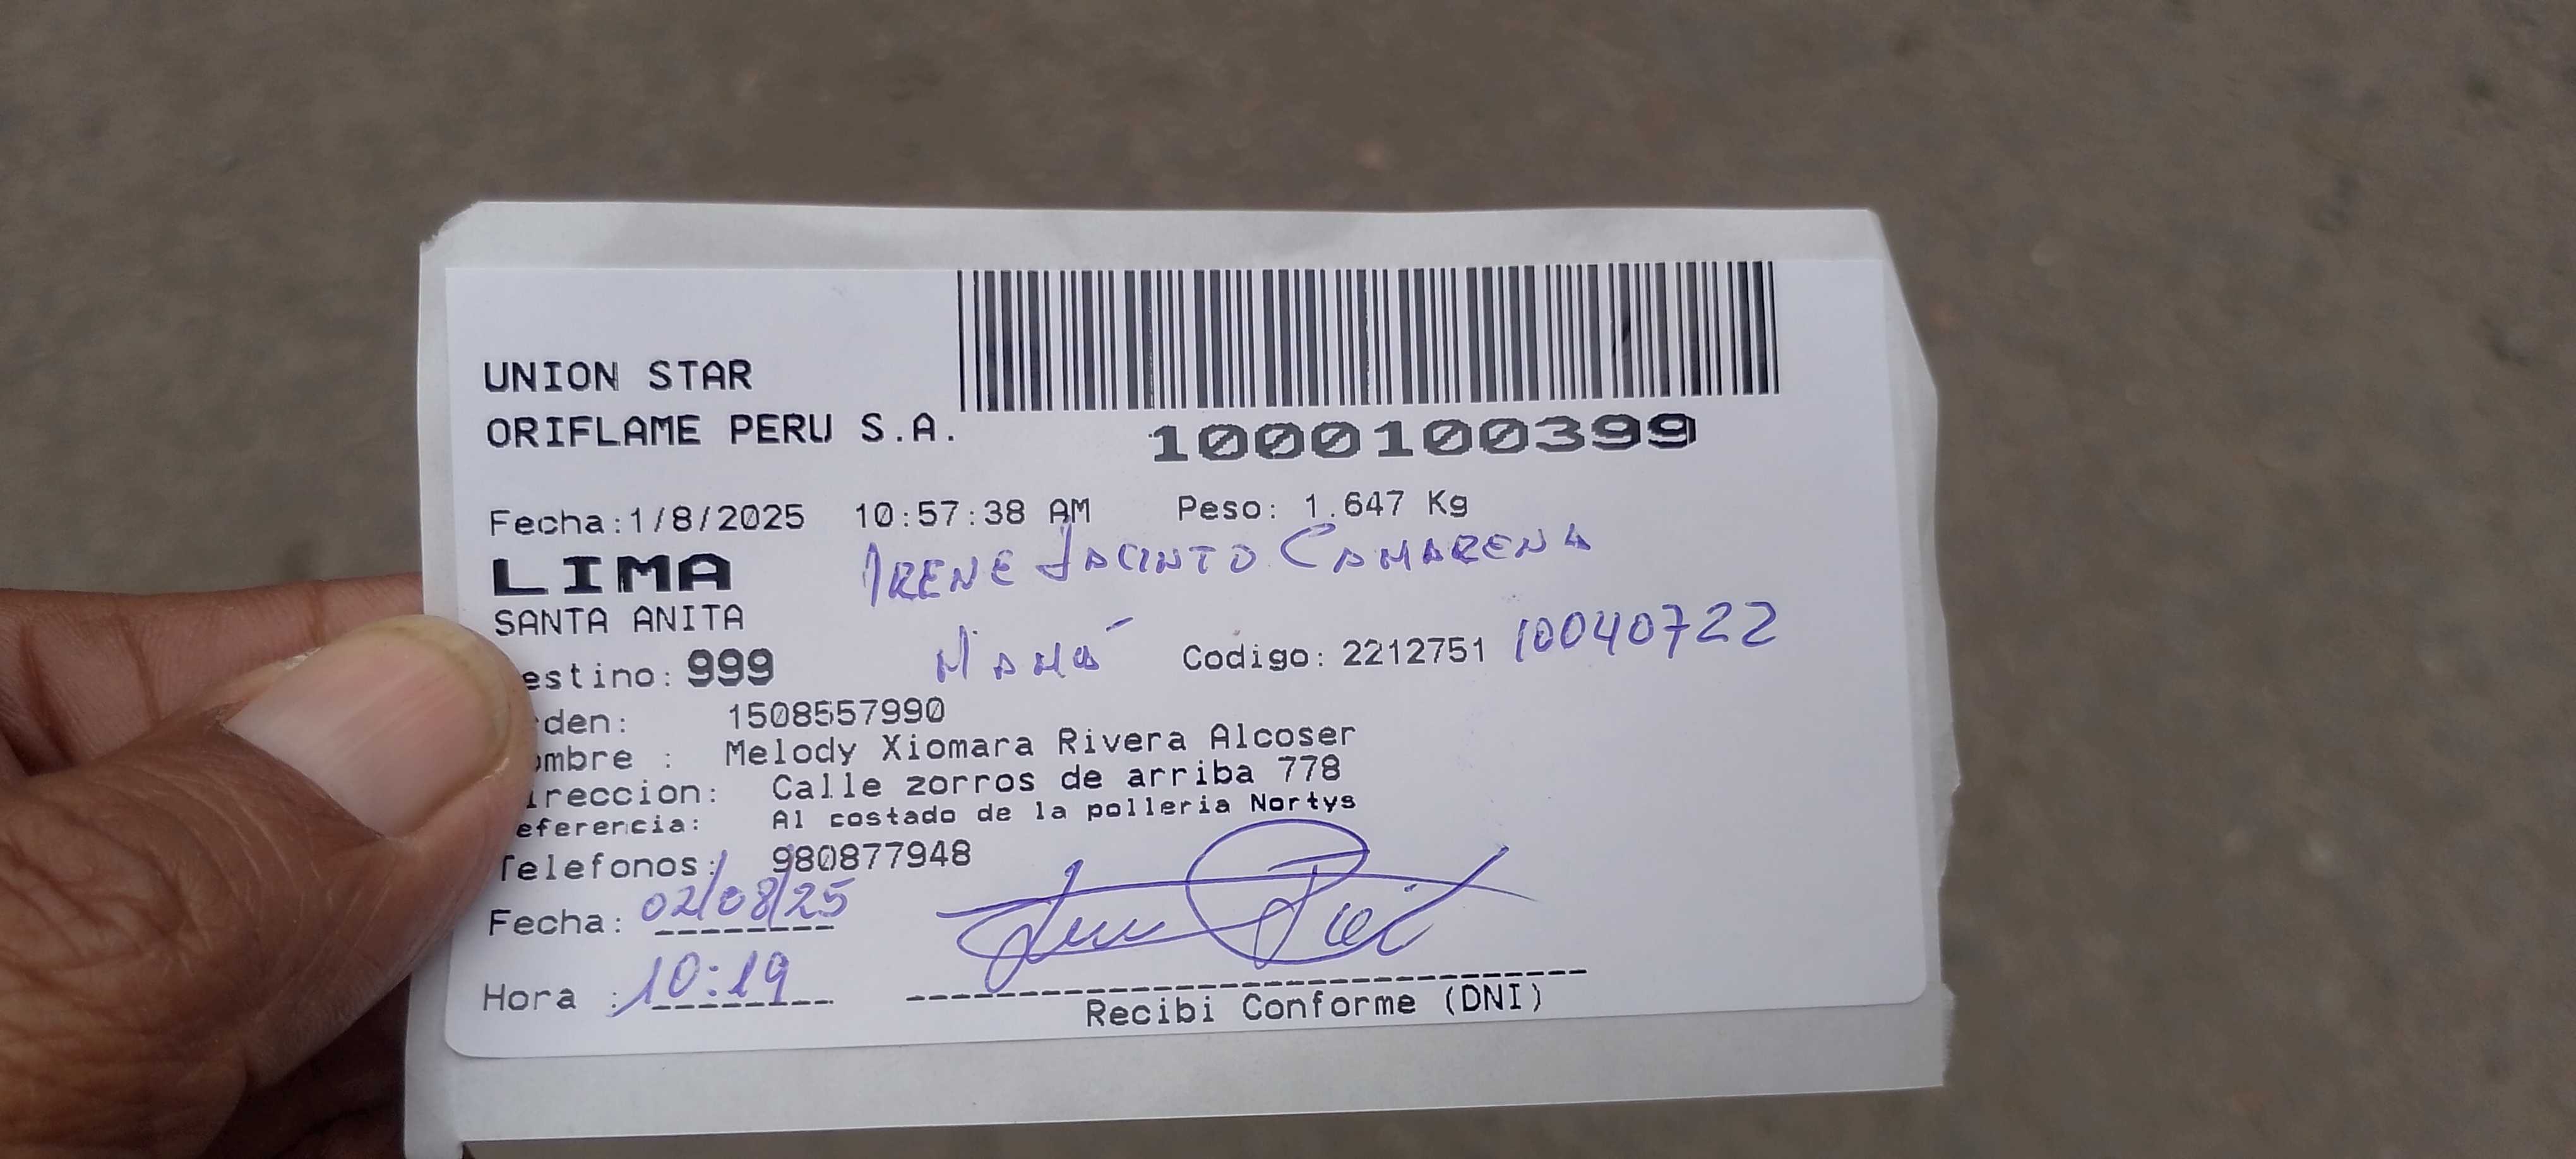 UNION STAR
ORIFLAME PERU S.A.
1000100399
Fecha:1/8/2025 10:57:38 AM Peso: 1.647 Kg
LIMA IRENE JACINTO CAMARENA
SANTA ANITA
estino: 999 MAMá Codigo: 2212751 10040722
den: 1508557990
ombre : Melody Xiomara Rivera Alcoser
ireccion: Calle zorros de arriba 778
eferencia: Al costado de la polleria Nortys
Telefonos: 980877948
Fecha: 02/08/25
Hora : 10:19
Recibi Conforme (DNI)